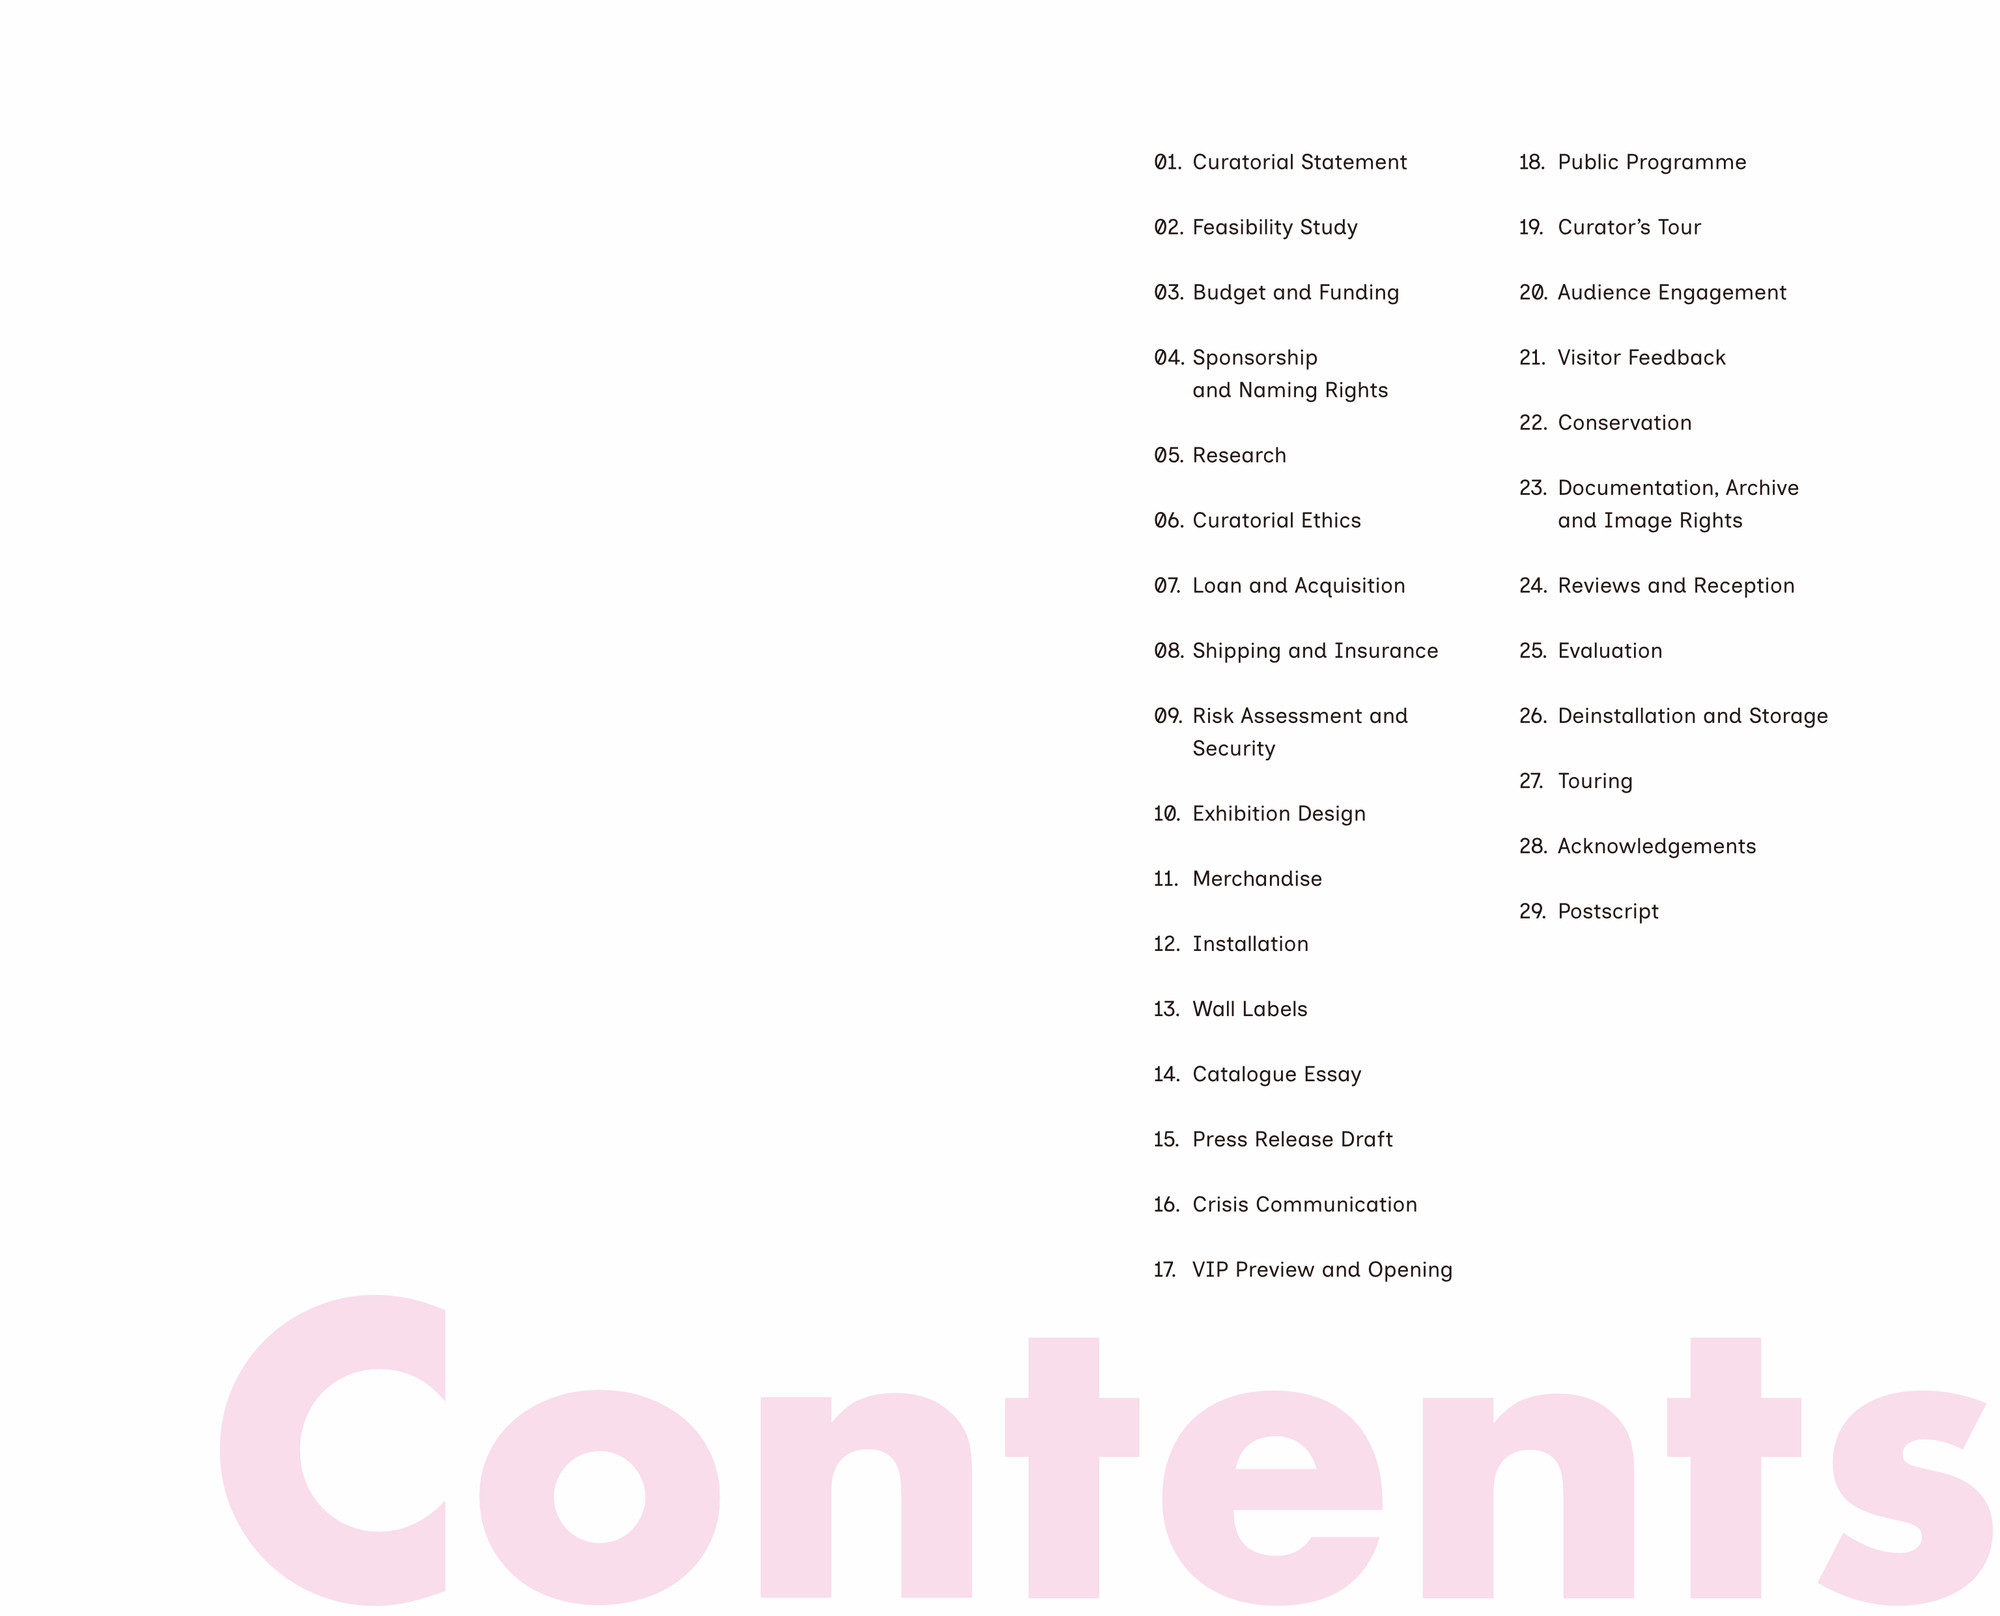 01. Curatorial Statement
02. Feasibility Study
03. Budget and Funding
04. Sponsorship
and Naming Rights
05. Research
06. Curatorial Ethics
07. Loan and Acquisition
08. Shipping and Insurance
09. Risk Assessment and
Security
10. Exhibition Design
11. Merchandise
12. Installation
13. Wall Labels
14. Catalogue Essay
15. Press Release Draft
16. Crisis Communication
17. VIP Preview and Opening
18. Public Programme
19. Curator’s Tour
20. Audience Engagement
21. Visitor Feedback
22. Conservation
23. Documentation, Archive
and Image Rights
24. Reviews and Reception
25. Evaluation
26. Deinstallation and Storage
27. Touring
28. Acknowledgements
29. Postscript
Contents